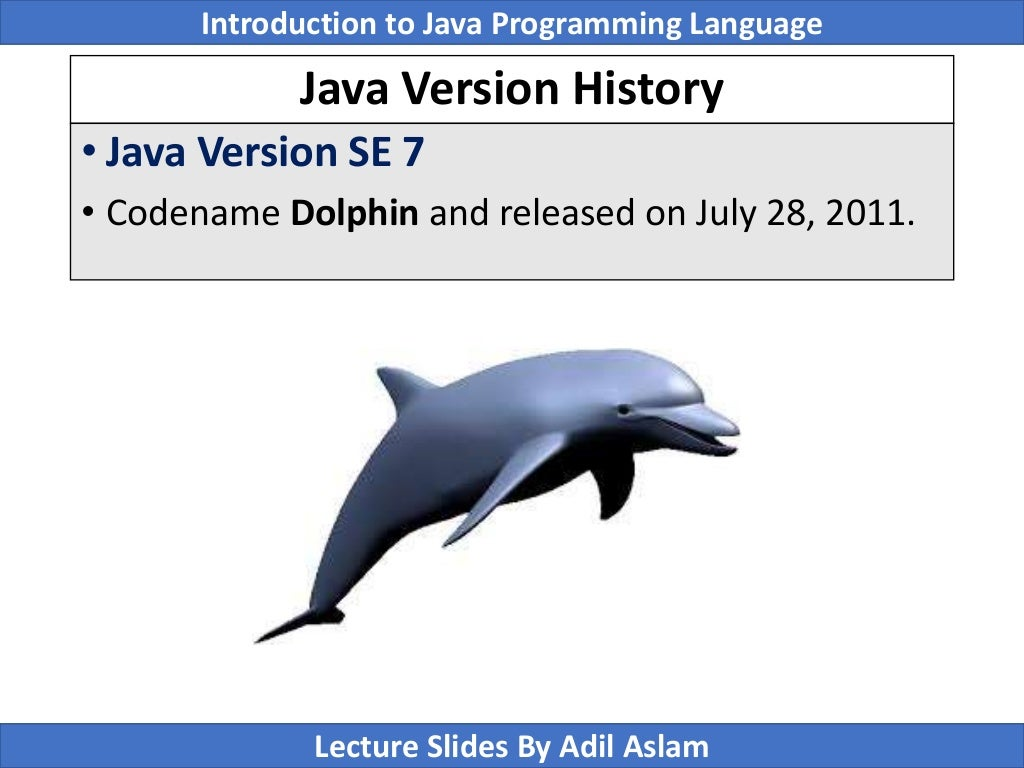 Introduction to Java Programming Language
Java Version History
• Java Version SE 7
• Codename Dolphin and released on July 28, 2011.
Lecture Slides By Adil Aslam